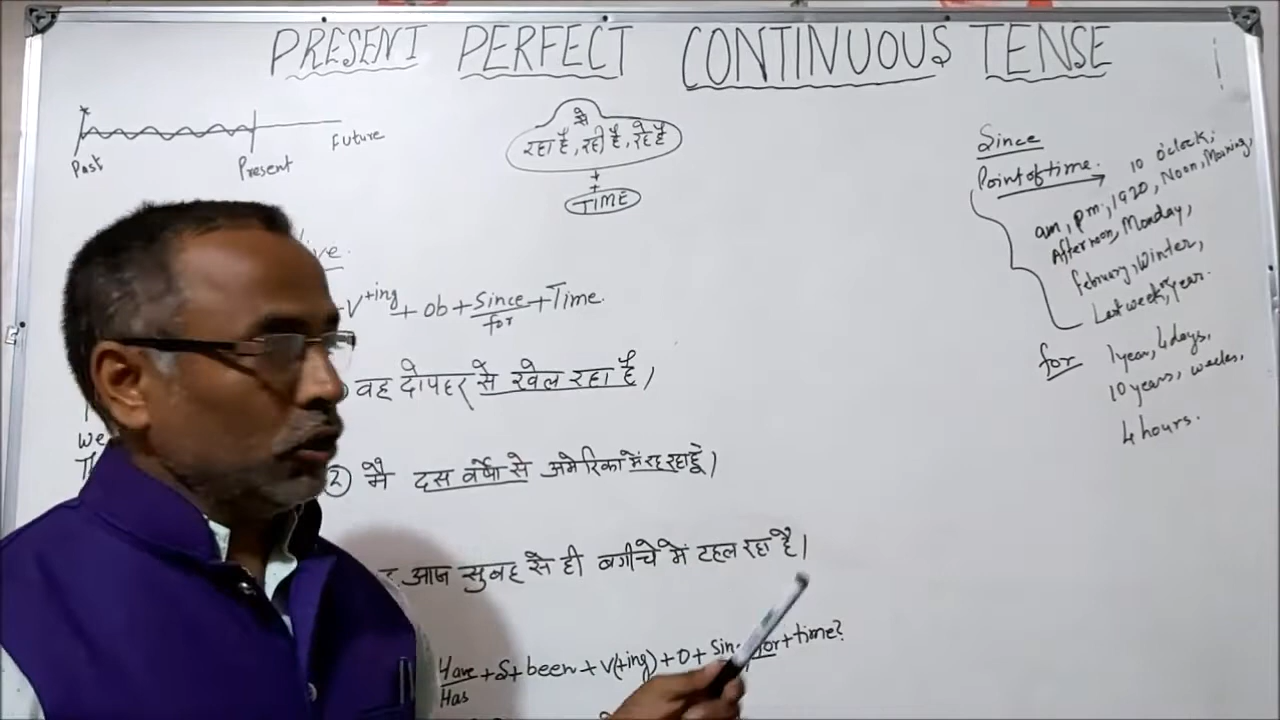 PRESENT PERFECT CONTINUOUS TENSE
Past
Present
Future
से
रहा है, रही है, रहे है
+
TIME
V+ing + ob + Since/for + Time.
वह दोपहर से खेल रहा है।
2) मै दस वर्षो से अमेरिका में रह रहा हूँ।
आज सुबह से ही बगीचे में टहल रहा है।
Have/Has + S + been + V(+ing) + O + for + time?
we
Since
Point of time.
10 o'clock,
am, pm, 1920, Noon, Morning,
Afternoon, Monday,
February, Winter,
Last week, year.
for
1 year, 4 days,
10 years, weeks,
4 hours.